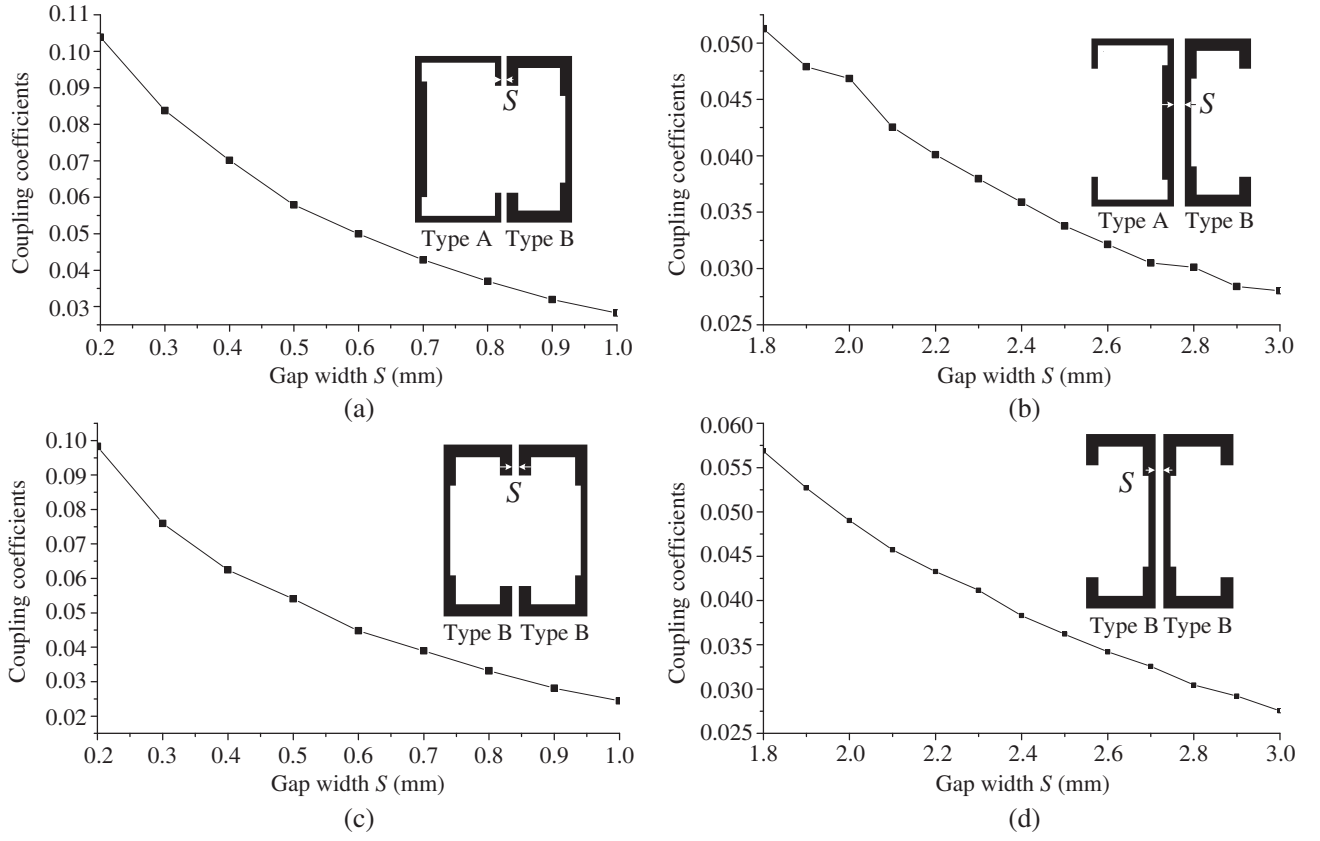 0.11
0.10
0.09
0.08
0.07
0.06
0.05
0.04
0.03
Coupling coefficients
S
Type A Type B
0.2 0.3 0.4 0.5 0.6 0.7 0.8 0.9 1.0
Gap width S (mm)
(a)
0.050
0.045
0.040
0.035
0.030
0.025
Coupling coefficients
S
Type A Type B
1.8 2.0 2.2 2.4 2.6 2.8 3.0
Gap width S (mm)
(b)
0.10
0.09
0.08
0.07
0.06
0.05
0.04
0.03
0.02
Coupling coefficients
S
Type B Type B
0.2 0.3 0.4 0.5 0.6 0.7 0.8 0.9 1.0
Gap width S (mm)
(c)
0.060
0.055
0.050
0.045
0.040
0.035
0.030
0.025
Coupling coefficients
S
Type B Type B
1.8 2.0 2.2 2.4 2.6 2.8 3.0
Gap width S (mm)
(d)